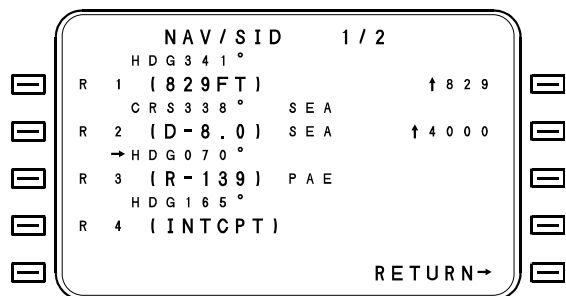 NAV/SID 1/2
HDG341°
R 1 (829FT) ↑829
CRS338° SEA
R 2 (D-8.0) SEA ↑4000
→HDG070°
R 3 (R-139) PAE
HDG165°
R 4 (INTCPT)
RETURN→